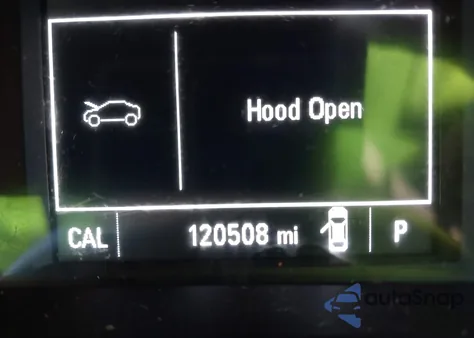 Hood Open
CAL 120508 mi P
autoSnap